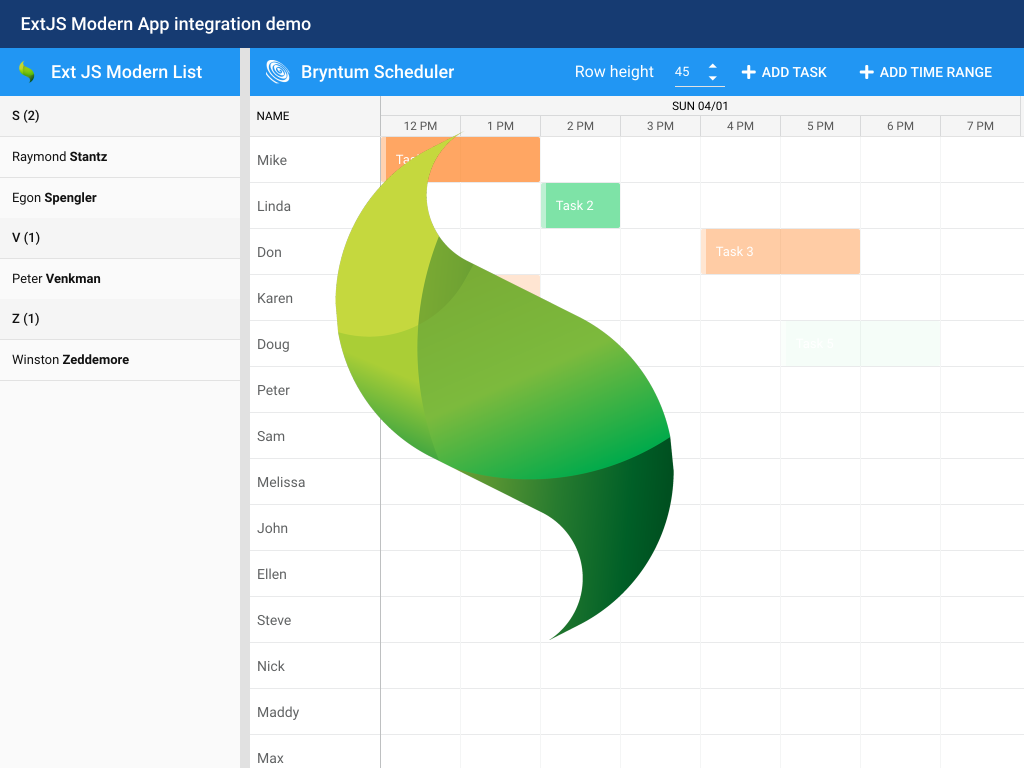 ExtJS Modern App integration demo
Ext JS Modern List
Bryntum Scheduler
Row height 45
ADD TASK
ADD TIME RANGE
S (2)
Raymond Stantz
Egon Spengler
V (1)
Peter Venkman
Z (1)
Winston Zeddemore
NAME
SUN 04/01
12 PM 1 PM 2 PM 3 PM 4 PM 5 PM 6 PM 7 PM
Mike
Linda Task 2
Don Task 3
Karen
Doug
Peter
Sam
Melissa
John
Ellen
Steve
Nick
Maddy
Max